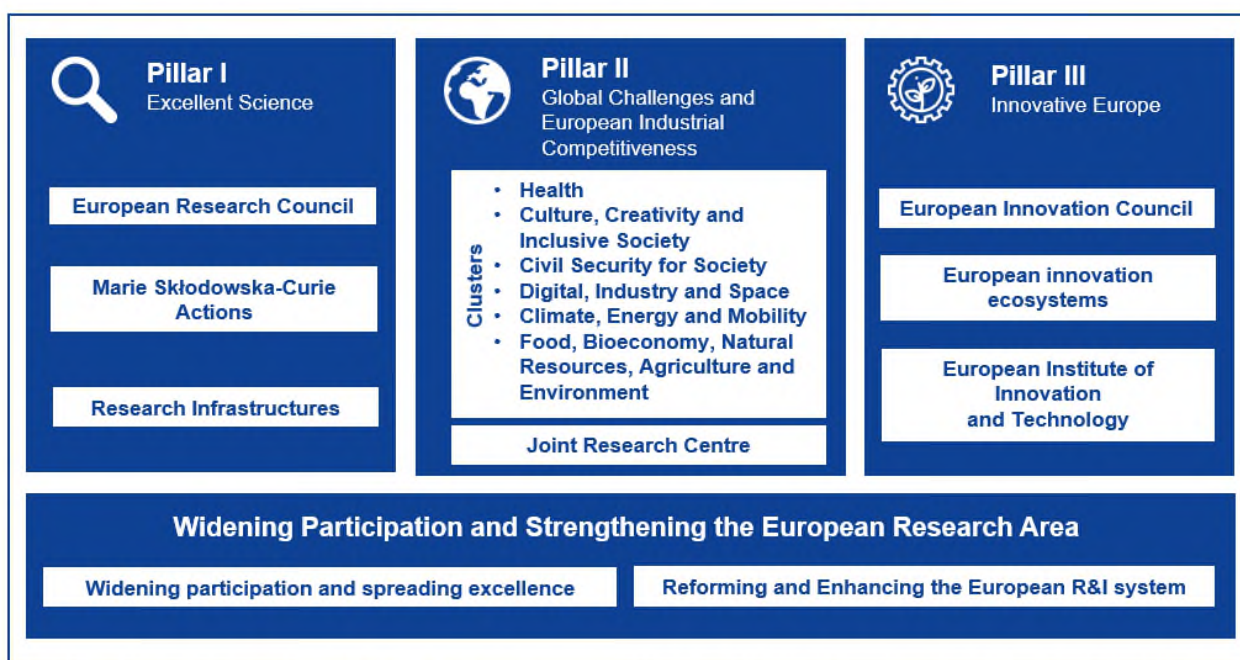 Pillar I
Excellent Science
European Research Council
Marie Skłodowska-Curie
Actions
Research Infrastructures
Pillar II
Global Challenges and
European Industrial
Competitiveness
Clusters
• Health
• Culture, Creativity and
Inclusive Society
• Civil Security for Society
• Digital, Industry and Space
• Climate, Energy and Mobility
• Food, Bioeconomy, Natural
Resources, Agriculture and
Environment
Joint Research Centre
Pillar III
Innovative Europe
European Innovation Council
European innovation
ecosystems
European Institute of
Innovation
and Technology
Widening Participation and Strengthening the European Research Area
Widening participation and spreading excellence
Reforming and Enhancing the European R&I system